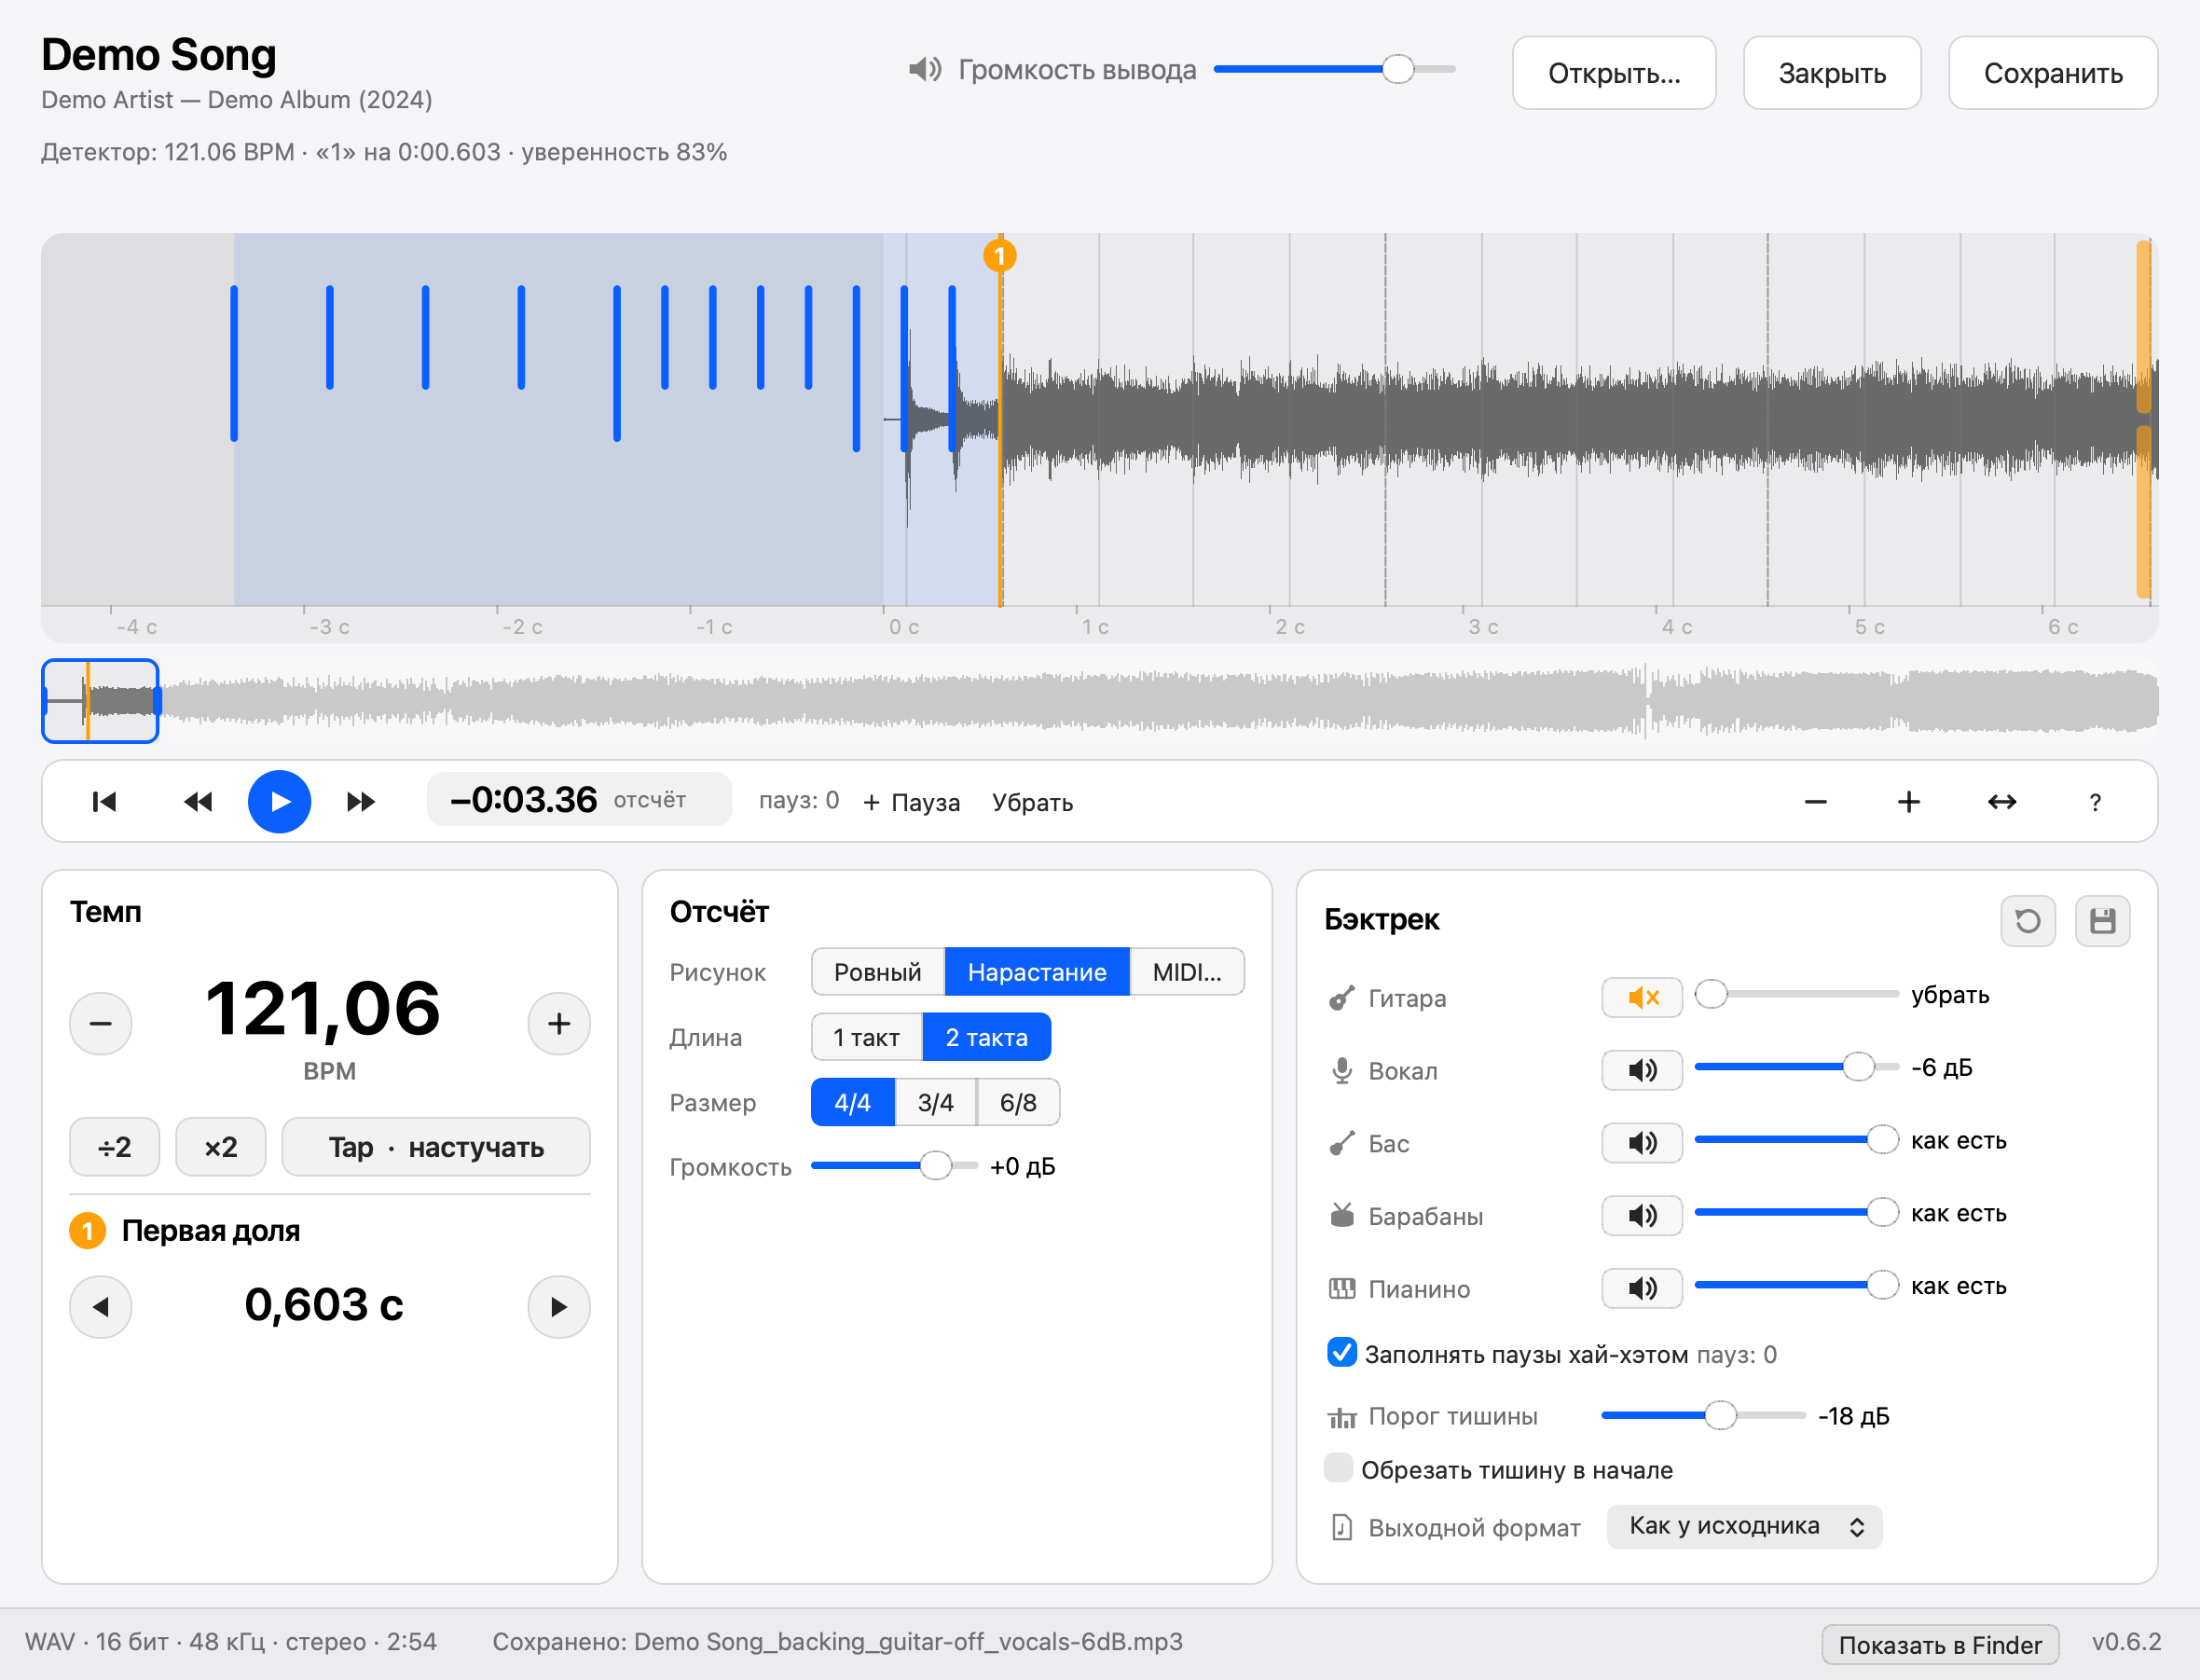 Demo Song
Demo Artist — Demo Album (2024)
Детектор: 121.06 BPM · «1» на 0:00.603 · уверенность 83%
Громкость вывода
Открыть...
Закрыть
Сохранить
1
-4 с
-3 с
-2 с
-1 с
0 с
1 с
2 с
3 с
4 с
5 с
6 с
−0:03.36 отсчёт
пауз: 0
+ Пауза
Убрать
?
Темп
121,06
BPM
÷2
×2
Tap · настучать
1 Первая доля
0,603 с
Отсчёт
Рисунок Ровный Нарастание MIDI...
Длина 1 такт 2 такта
Размер 4/4 3/4 6/8
Громкость +0 дБ
Бэктрек
Гитара убрать
Вокал -6 дБ
Бас как есть
Барабаны как есть
Пианино как есть
Заполнять паузы хай-хэтом пауз: 0
Порог тишины -18 дБ
Обрезать тишину в начале
Выходной формат Как у исходника
WAV · 16 бит · 48 кГц · стерео · 2:54
Сохранено: Demo Song_backing_guitar-off_vocals-6dB.mp3
Показать в Finder
v0.6.2